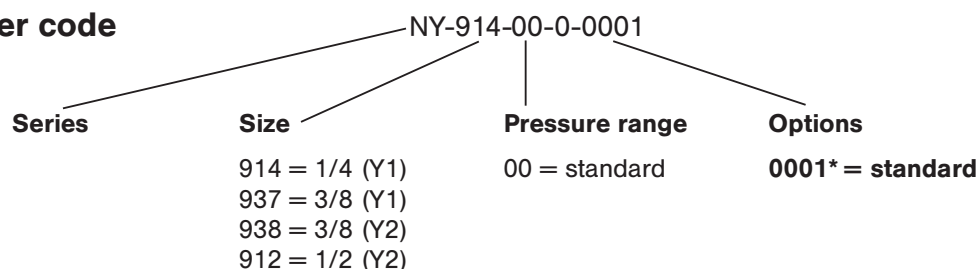 er code
NY-914-00-0-0001
Series Size Pressure range Options
914 = 1/4 (Y1) 00 = standard 0001* = standard
937 = 3/8 (Y1)
938 = 3/8 (Y2)
912 = 1/2 (Y2)